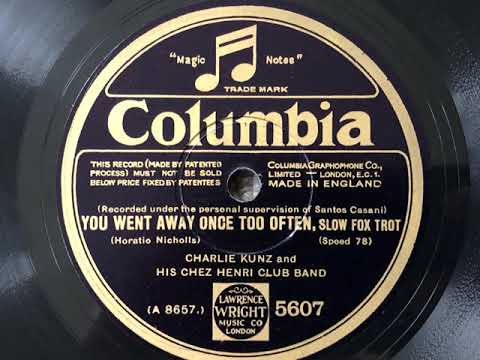 "Magic Notes"
TRADE MARK
Columbia
THIS RECORD (MADE BY PATENTED
PROCESS) MUST NOT BE SOLD
BELOW PRICE FIXED BY PATENTEES
COLUMBIA GRAPHOPHONE CO.,
LIMITED — LONDON, E.C. 1.
MADE IN ENGLAND
(Recorded under the personal supervision of Santos Casani)
YOU WENT AWAY ONCE TOO OFTEN, SLOW FOX TROT
(Horatio Nicholls) (Speed 78)
CHARLIE KUNZ and
HIS CHEZ HENRI CLUB BAND
(A 8657.)
LAWRENCE
WRIGHT
MUSIC CO
LONDON
5607